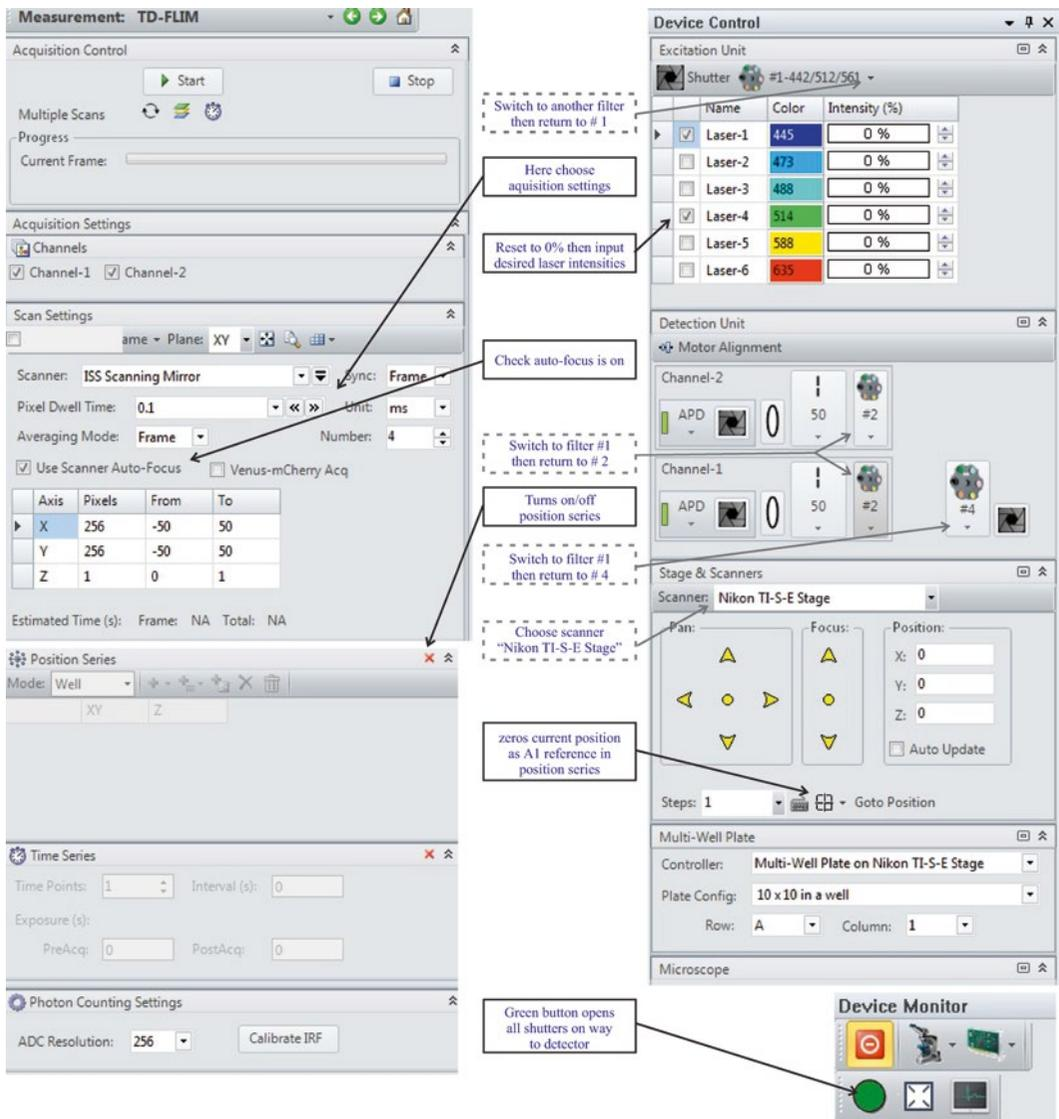 Measurement: TD-FLIM
Acquisition Control
Start
Stop
Multiple Scans
Progress
Current Frame:
Acquisition Settings
Channels
Channel-1 Channel-2
Scan Settings
ame Plane: XY
Scanner: ISS Scanning Mirror Sync: Frame
Pixel Dwell Time: 0.1 Unit: ms
Averaging Mode: Frame Number: 4
Use Scanner Auto-Focus Venus-mCherry Acq
Axis Pixels From To
X 256 -50 50
Y 256 -50 50
Z 1 0 1
Estimated Time (s): Frame: NA Total: NA
Position Series
Mode: Well
XY Z
Time Series
Time Points: 1 Interval (s): 0
Exposure (s):
PreAcq: 0 PostAcq: 0
Photon Counting Settings
ADC Resolution: 256 Calibrate IRF
Switch to another filter
then return to # 1
Here choose
aquisition settings
Reset to 0% then input
desired laser intensities
Check auto-focus is on
Switch to filter #1
then return to # 2
Turns on/off
position series
Switch to filter #1
then return to # 4
Choose scanner
“Nikon TI-S-E Stage”
zeros current position
as A1 reference in
position series
Green button opens
all shutters on way
to detector
Device Control
Excitation Unit
Shutter #1-442/512/561
Name Color Intensity (%)
Laser-1 445 0 %
Laser-2 473 0 %
Laser-3 488 0 %
Laser-4 514 0 %
Laser-5 588 0 %
Laser-6 635 0 %
Detection Unit
Motor Alignment
Channel-2
APD 50 #2
Channel-1
APD 50 #2 #4
Stage & Scanners
Scanner: Nikon TI-S-E Stage
Pan: Focus: Position:
X: 0
Y: 0
Z: 0
Auto Update
Steps: 1 Goto Position
Multi-Well Plate
Controller: Multi-Well Plate on Nikon TI-S-E Stage
Plate Config: 10 x 10 in a well
Row: A Column: 1
Microscope
Device Monitor